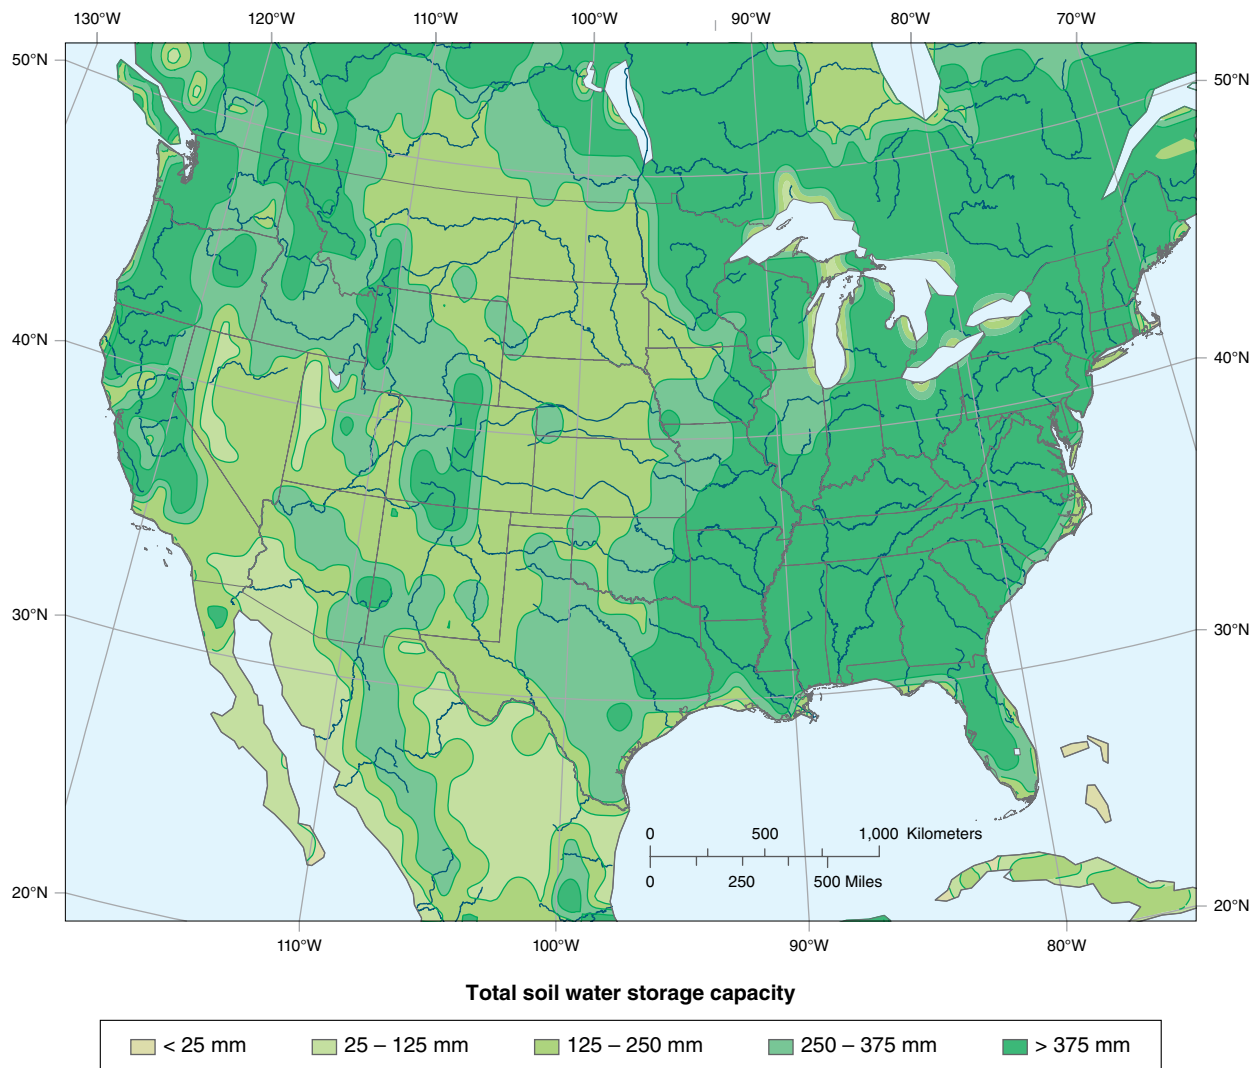 130°W 120°W 110°W 100°W 90°W 80°W 70°W
50°N 50°N
40°N 40°N
30°N 30°N
0 500 1,000 Kilometers
0 250 500 Miles
20°N 20°N
110°W 100°W 90°W 80°W
Total soil water storage capacity
< 25 mm 25 – 125 mm 125 – 250 mm 250 – 375 mm > 375 mm